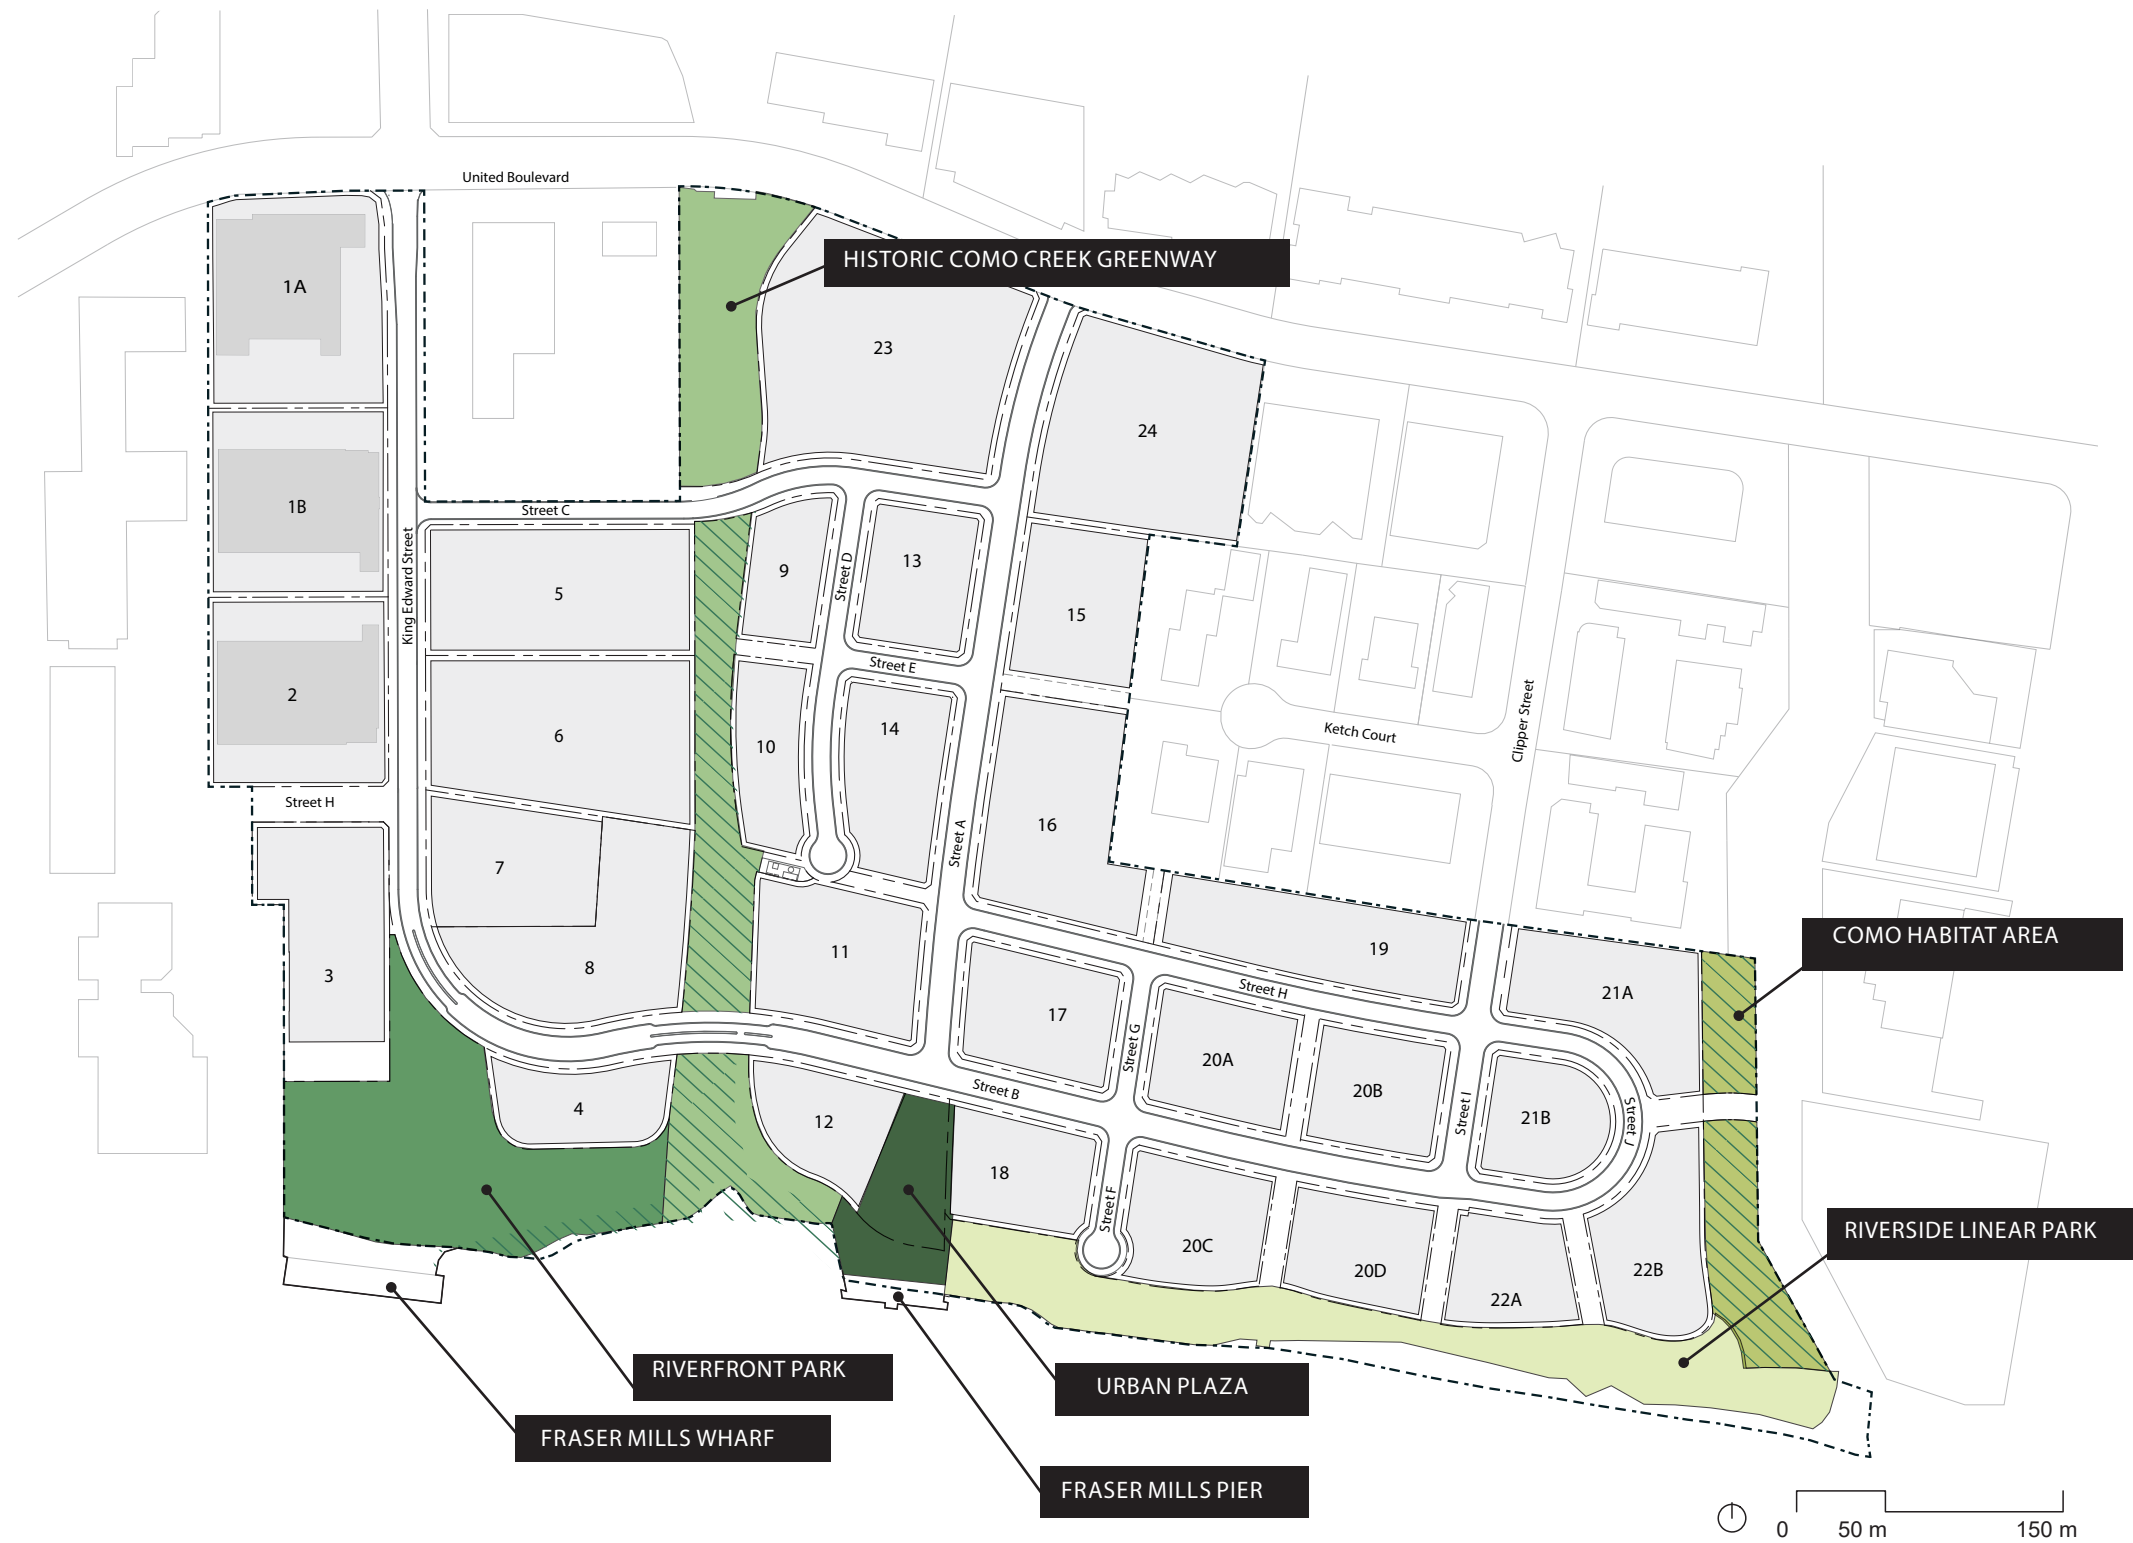 United Boulevard
HISTORIC COMO CREEK GREENWAY
1A
23
24
1B
Street C
King Edward Street
5
9
Street D
13
15
Street E
2
6
10
14
Clipper Street
Ketch Court
Street H
16
Street A
7
3
8
11
19
COMO HABITAT AREA
17
Street H
21A
Street G
20A
20B
Street B
4
12
Street I
21B
Street J
18
Street F
20C
20D
22A
22B
RIVERSIDE LINEAR PARK
RIVERFRONT PARK
URBAN PLAZA
FRASER MILLS WHARF
FRASER MILLS PIER
0 50 m 150 m